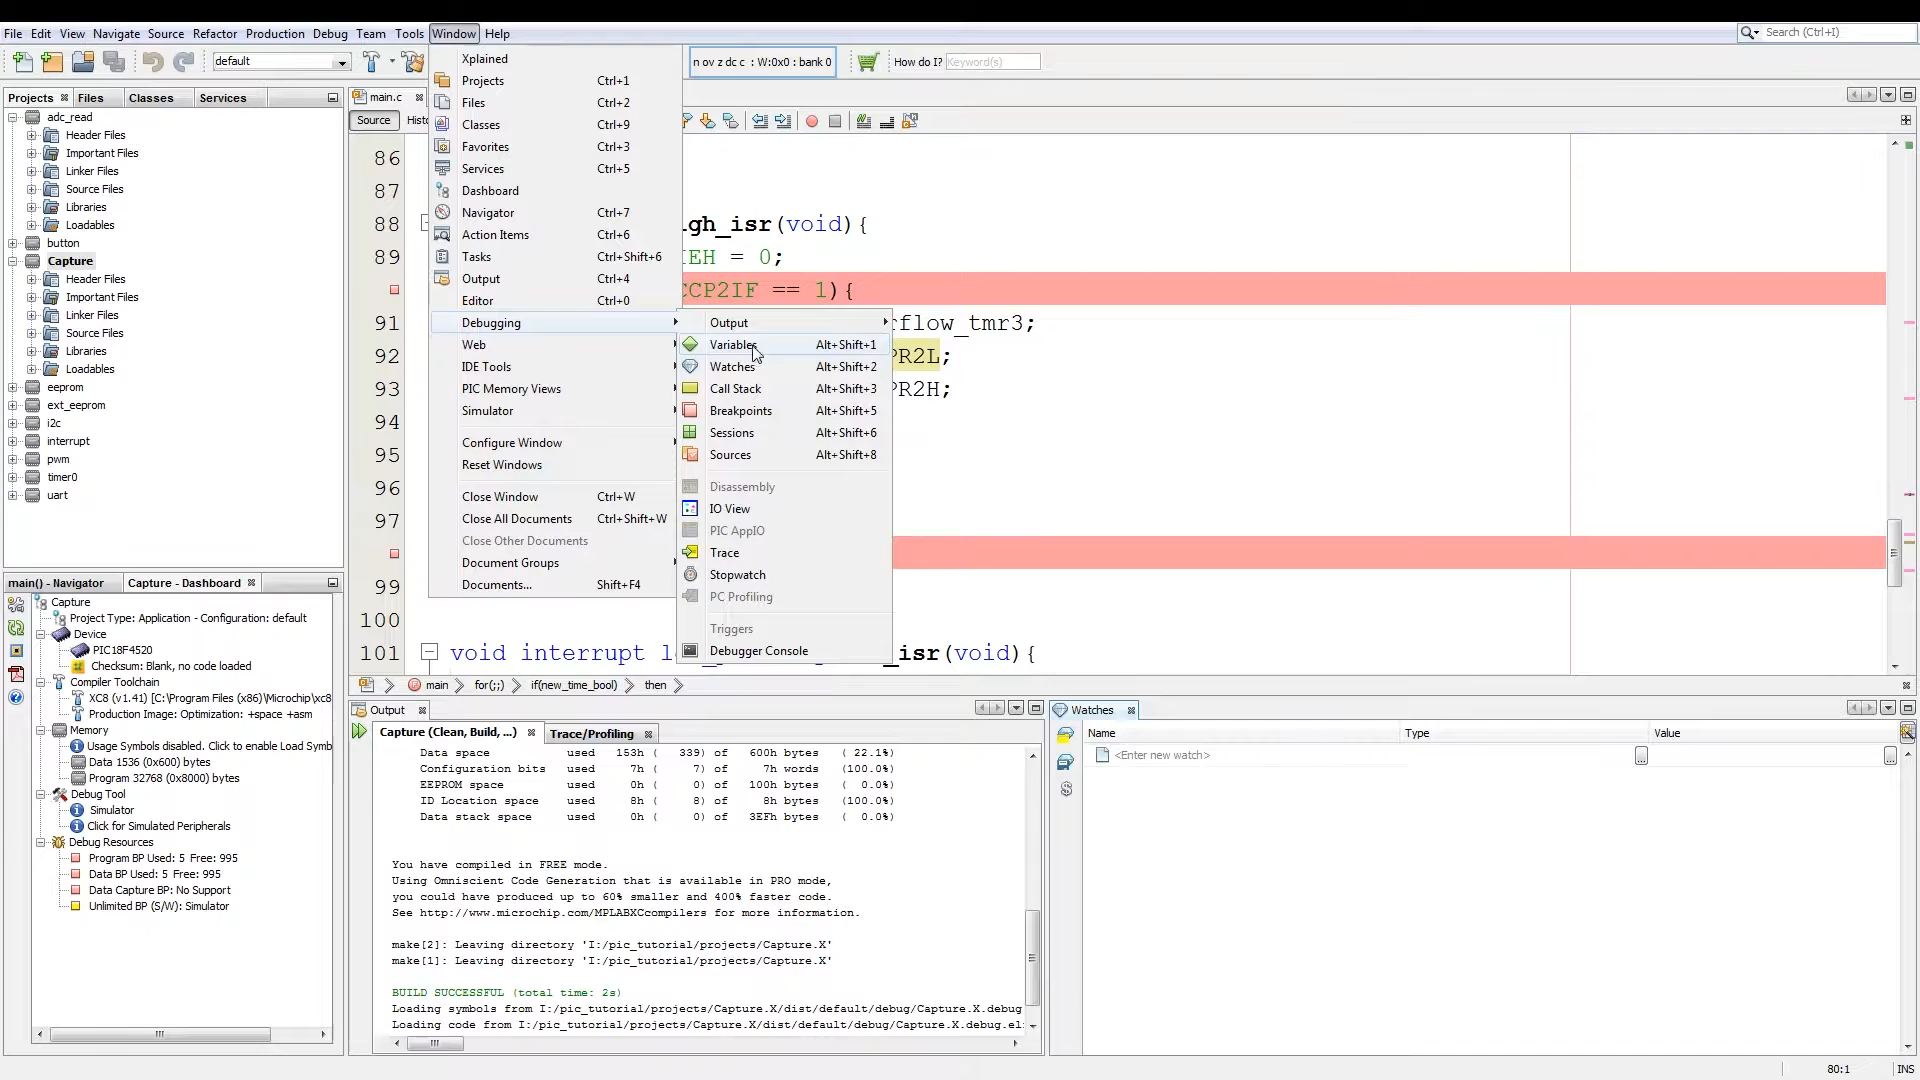 File Edit View Navigate Source Refactor Production Debug Team Tools Window Help
Search (Ctrl+I)
default
n ov z dc c : W:0x0 : bank 0
How do I? Keyword(s)
Projects Files Classes Services
adc_read
Header Files
Important Files
Linker Files
Source Files
Libraries
Loadables
button
Capture
Header Files
Important Files
Linker Files
Source Files
Libraries
Loadables
eeprom
ext_eeprom
i2c
interrupt
pwm
timer0
uart
main() - Navigator Capture - Dashboard
Capture
Project Type: Application - Configuration: default
Device
PIC18F4520
Checksum: Blank, no code loaded
Compiler Toolchain
XC8 (v1.41) [C:\Program Files (x86)\Microchip\xc8
Production Image: Optimization: +space +asm
Memory
Usage Symbols disabled. Click to enable Load Symb
Data 1536 (0x600) bytes
Program 32768 (0x8000) bytes
Debug Tool
Simulator
Click for Simulated Peripherals
Debug Resources
Program BP Used: 5 Free: 995
Data BP Used: 5 Free: 995
Data Capture BP: No Support
Unlimited BP (S/W): Simulator
main.c
Source
Xplained
Projects Ctrl+1
Files Ctrl+2
Classes Ctrl+9
Favorites Ctrl+3
Services Ctrl+5
Dashboard
Navigator Ctrl+7
Action Items Ctrl+6
Tasks Ctrl+Shift+6
Output Ctrl+4
Editor Ctrl+0
Debugging
Web
IDE Tools
PIC Memory Views
Simulator
Configure Window
Reset Windows
Close Window Ctrl+W
Close All Documents Ctrl+Shift+W
Close Other Documents
Document Groups
Documents... Shift+F4
Output
Variables Alt+Shift+1
Watches Alt+Shift+2
Call Stack Alt+Shift+3
Breakpoints Alt+Shift+5
Sessions Alt+Shift+6
Sources Alt+Shift+8
Disassembly
IO View
PIC AppIO
Trace
Stopwatch
PC Profiling
Triggers
Debugger Console
86
87
88 gh_isr(void){
89 IEH = 0;
CCP2IF == 1){
91 rflow_tmr3;
92 PR2L;
93 PR2H;
94
95
96
97
99
100
101 void interrupt l _isr(void){
main for(;;) if(new_time_bool) then
Output
Capture (Clean, Build, ...) Trace/Profiling
Data space used 153h ( 339) of 600h bytes ( 22.1%)
Configuration bits used 7h ( 7) of 7h words (100.0%)
EEPROM space used 0h ( 0) of 100h bytes ( 0.0%)
ID Location space used 8h ( 8) of 8h bytes (100.0%)
Data stack space used 0h ( 0) of 3EFh bytes ( 0.0%)
You have compiled in FREE mode.
Using Omniscient Code Generation that is available in PRO mode,
you could have produced up to 60% smaller and 400% faster code.
See http://www.microchip.com/MPLABXCcompilers for more information.
make[2]: Leaving directory 'I:/pic_tutorial/projects/Capture.X'
make[1]: Leaving directory 'I:/pic_tutorial/projects/Capture.X'
BUILD SUCCESSFUL (total time: 2s)
Loading symbols from I:/pic_tutorial/projects/Capture.X/dist/default/debug/Capture.X.debug
Loading code from I:/pic_tutorial/projects/Capture.X/dist/default/debug/Capture.X.debug.el
Watches
Name Type Value
<Enter new watch>
80:1 INS